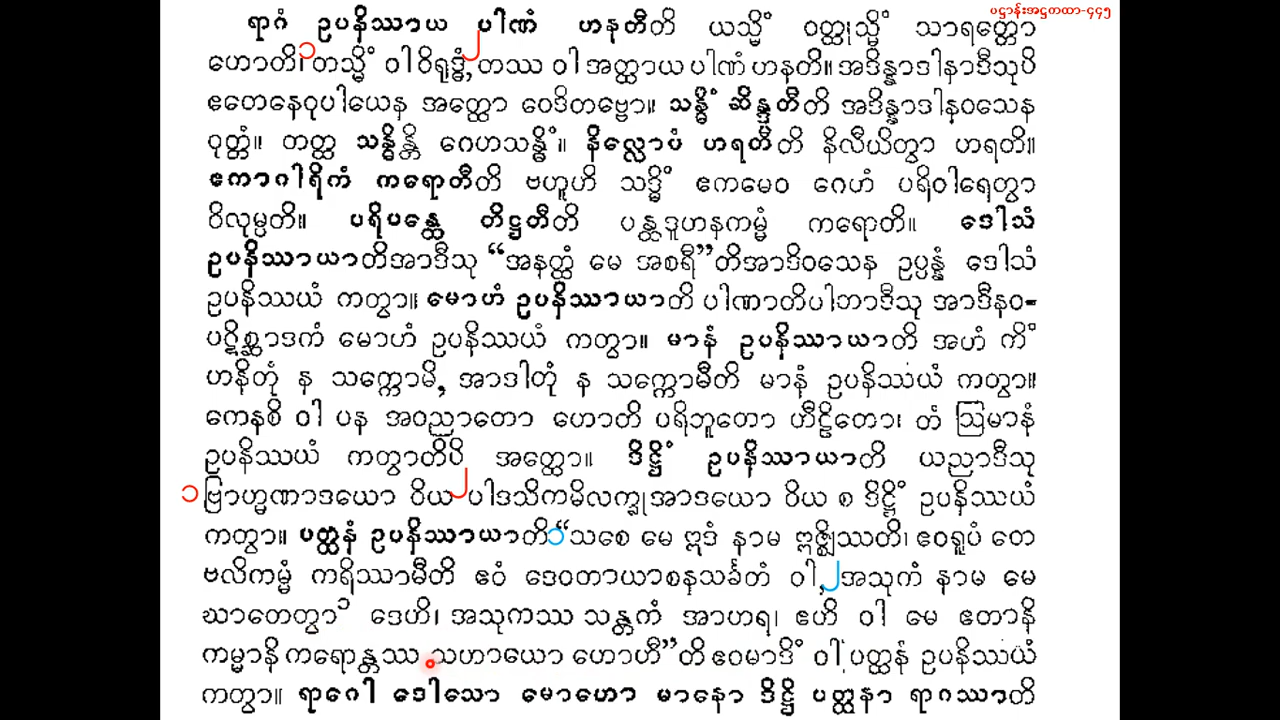 ပဋ္ဌာန်းအဋ္ဌကထာ-၄၄၅
ရာဂံ ဥပနိဿာယ ပါဏံ ဟနတီတိ ယသ္မိံ ဝတ္ထုသ္မိံ သာရတ္တော
ဟောတိ၊ ၁ တသ္မိံ ဝါ ဝိရုဒ္ဓံ, ၂ တဿ ဝါ အတ္ထာယ ပါဏံ ဟနတိ။ အဒိန္နာဒါနာဒီသုပိ
ဧတေနေဝုပါယေန အတ္ထော ဝေဒိတဗ္ဗော။ သန္ဓိံ ဆိန္ဒတီတိ အဒိန္နာဒါနဝသေန
ဝုတ္တံ။ တတ္ထ သန္ဓိန္တိ ဂေဟသန္ဓိံ။ နိလ္လောပံ ဟရတီတိ နိလီယိတွာ ဟရတိ။
ဧကာဂါရိကံ ကရောတီတိ ဗဟူဟိ သဒ္ဓိံ ဧကမေဝ ဂေဟံ ပရိဝါရေတွာ
ဝိလုမ္ပတိ။ ပရိပန္ထေ တိဋ္ဌတီတိ ပန္ထဒူဟနကမ္မံ ကရောတိ။ ဒေါသံ
ဥပနိဿာယာတိအာဒီသု “အနတ္ထံ မေ အစရီ”တိအာဒိဝသေန ဥပ္ပန္နံ ဒေါသံ
ဥပနိဿယံ ကတွာ။ မောဟံ ဥပနိဿာယာတိ ပါဏာတိပါတာဒီသု အာဒီနဝ-
ပဋိစ္ဆာဒကံ မောဟံ ဥပနိဿယံ ကတွာ။ မာနံ ဥပနိဿာယာတိ အဟံ ကိံ
ဟနိတုံ န သက္ကောမိ, အာဒါတုံ န သက္ကောမီတိ မာနံ ဥပနိဿယံ ကတွာ။
ကေနစိ ဝါ ပန အဝညာတော ဟောတိ ပရိဘူတော ဟီဠိတော၊ တံ ဩမာနံ
ဥပနိဿယံ ကတွာတိပိ အတ္ထော။ ဒိဋ္ဌိံ ဥပနိဿာယာတိ ယညာဒီသု
၁ ဗြာဟ္မဏာဒယော ဝိယ ၂ ပါဒသိကမိလက္ခုအာဒယော ဝိယ စ ဒိဋ္ဌိံ ဥပနိဿယံ
ကတွာ။ ပတ္ထနံ ဥပနိဿာယာတိ ၁ “သစေ မေ ဣဒံ နာမ ဣဇ္ဈိဿတိ၊ ဧဝရူပံ တေ
ဗလိကမ္မံ ကရိဿာမီတိ ဧဝံ ဒေဝတာယာစနသင်္ခတံ ဝါ, ၂ အသုကံ နာမ မေ
ဃာတေတွာ၁ ဒေဟိ၊ အသုကဿ သန္တကံ အာဟရ၊ ဧဟိ ဝါ မေ ဧတာနိ
ကမ္မာနိ ကရောန္တဿ သဟာယော ဟောဟီ”တိ ဧဝမာဒိံ ဝါ ပတ္ထနံ ဥပနိဿယံ
ကတွာ။ ရာဂေါ ဒေါသော မောဟော မာနော ဒိဋ္ဌိ ပတ္ထနာ ရာဂဿာတိ